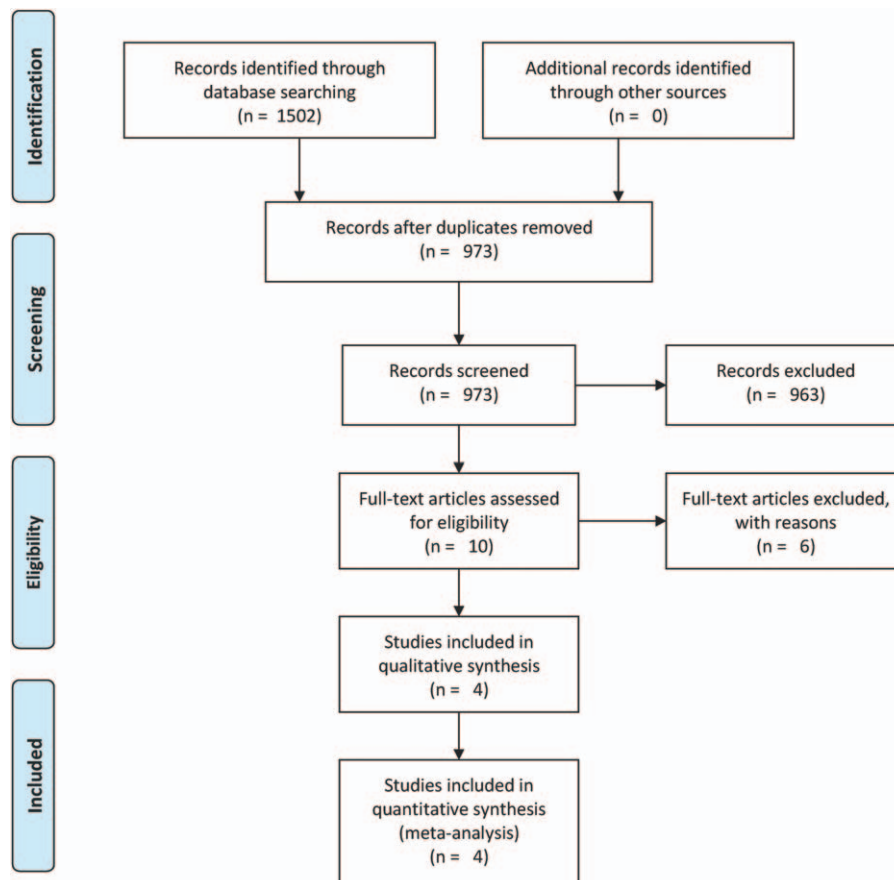 Identification
Records identified through
database searching
(n = 1502)
Additional records identified
through other sources
(n = 0)
Records after duplicates removed
(n = 973)
Screening
Records screened
(n = 973)
Records excluded
(n = 963)
Eligibility
Full-text articles assessed
for eligibility
(n = 10)
Full-text articles excluded,
with reasons
(n = 6)
Studies included in
qualitative synthesis
(n = 4)
Included
Studies included in
quantitative synthesis
(meta-analysis)
(n = 4)